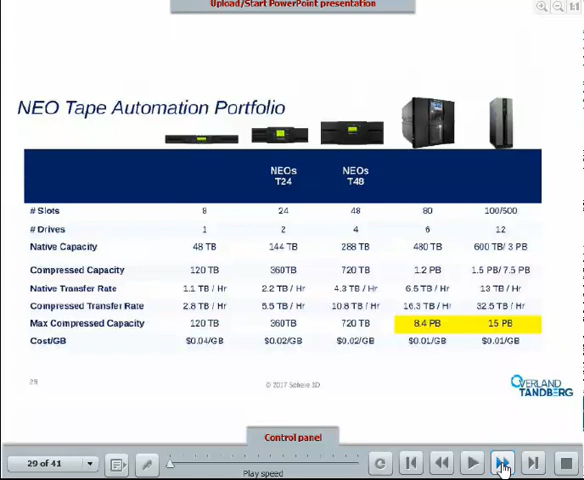 Upload/Start PowerPoint presentation
NEO Tape Automation Portfolio
NEOs NEOs
T24 T48
# Slots 8 24 48 80 100/500
# Drives 1 2 4 6 12
Native Capacity 48 TB 144 TB 288 TB 480 TB 600 TB/ 3 PB
Compressed Capacity 120 TB 360TB 720 TB 1.2 PB 1.5 PB/ 7.5 PB
Native Transfer Rate 1.1 TB / Hr 2.2 TB / Hr 4.3 TB / Hr 6.5 TB / Hr 13 TB / Hr
Compressed Transfer Rate 2.8 TB / Hr 5.5 TB / Hr 10.8 TB / Hr 16.3 TB / Hr 32.5 TB / Hr
Max Compressed Capacity 120 TB 360TB 720 TB 8.4 PB 15 PB
Cost/GB $0.04/GB $0.02/GB $0.02/GB $0.01/GB $0.01/GB
29 © 2017 Sphere 3D OVERLAND
TANDBERG
Control panel
29 of 41
Play speed